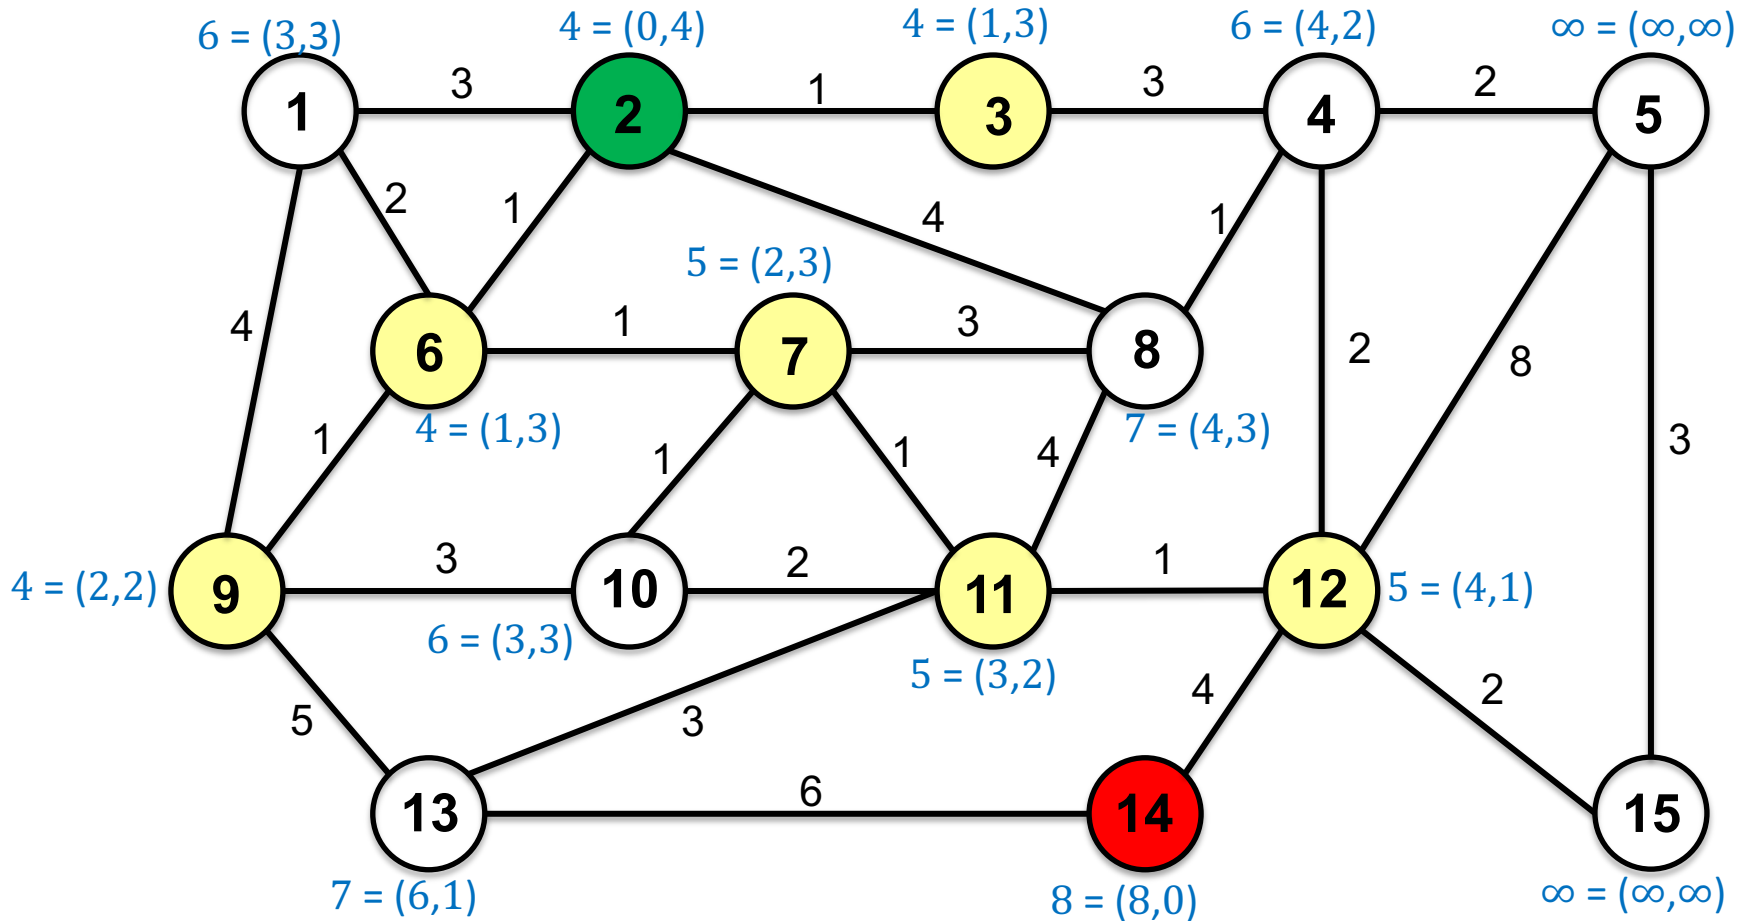 6 = (3,3)
4 = (0,4)
4 = (1,3)
6 = (4,2)
∞ = (∞,∞)
1
3
2
1
3
3
4
2
5
2
1
4
1
5 = (2,3)
4
6
1
7
3
8
2
8
3
4 = (1,3)
7 = (4,3)
1
1
1
4
4 = (2,2)
9
3
10
2
11
1
12
5 = (4,1)
6 = (3,3)
5 = (3,2)
5
3
4
2
13
6
14
15
7 = (6,1)
8 = (8,0)
∞ = (∞,∞)